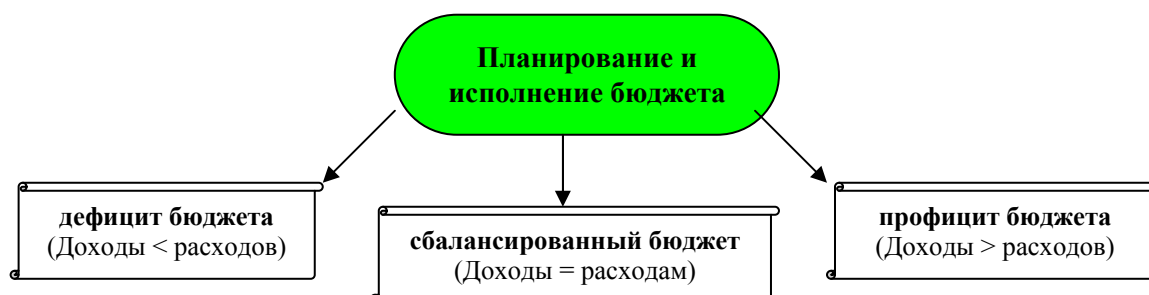 Планирование и
исполнение бюджета
дефицит бюджета
(Доходы < расходов)
сбалансированный бюджет
(Доходы = расходам)
профицит бюджета
(Доходы > расходов)